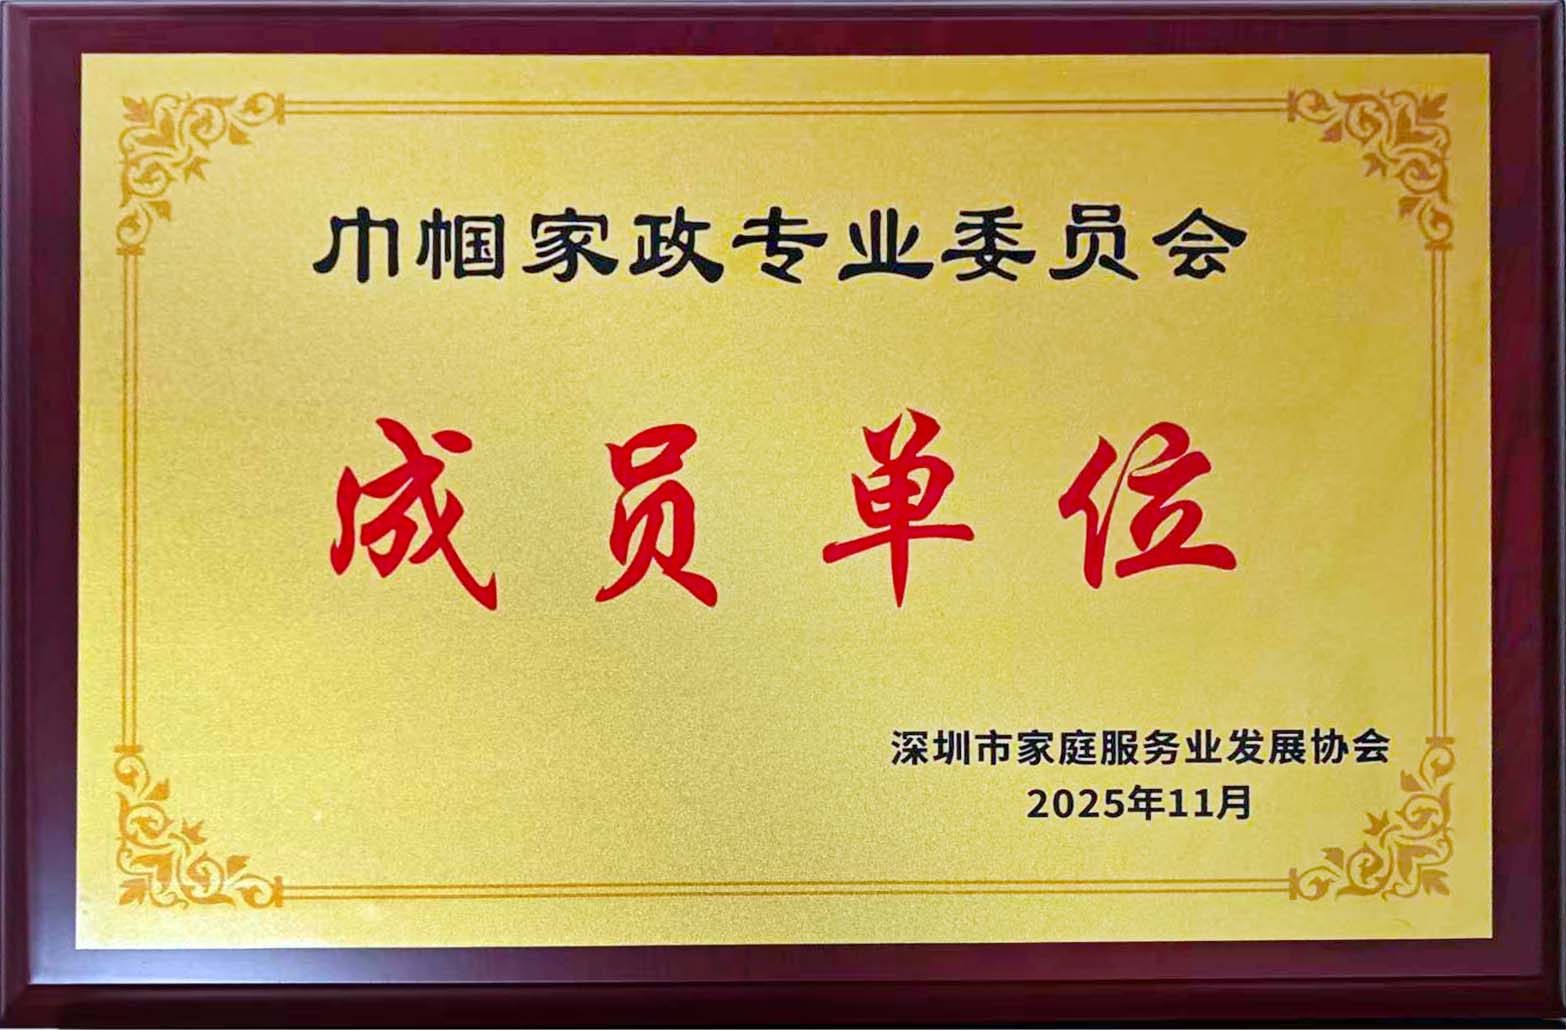 巾帼家政专业委员会
成员单位
深圳市家庭服务业发展协会
2025年11月